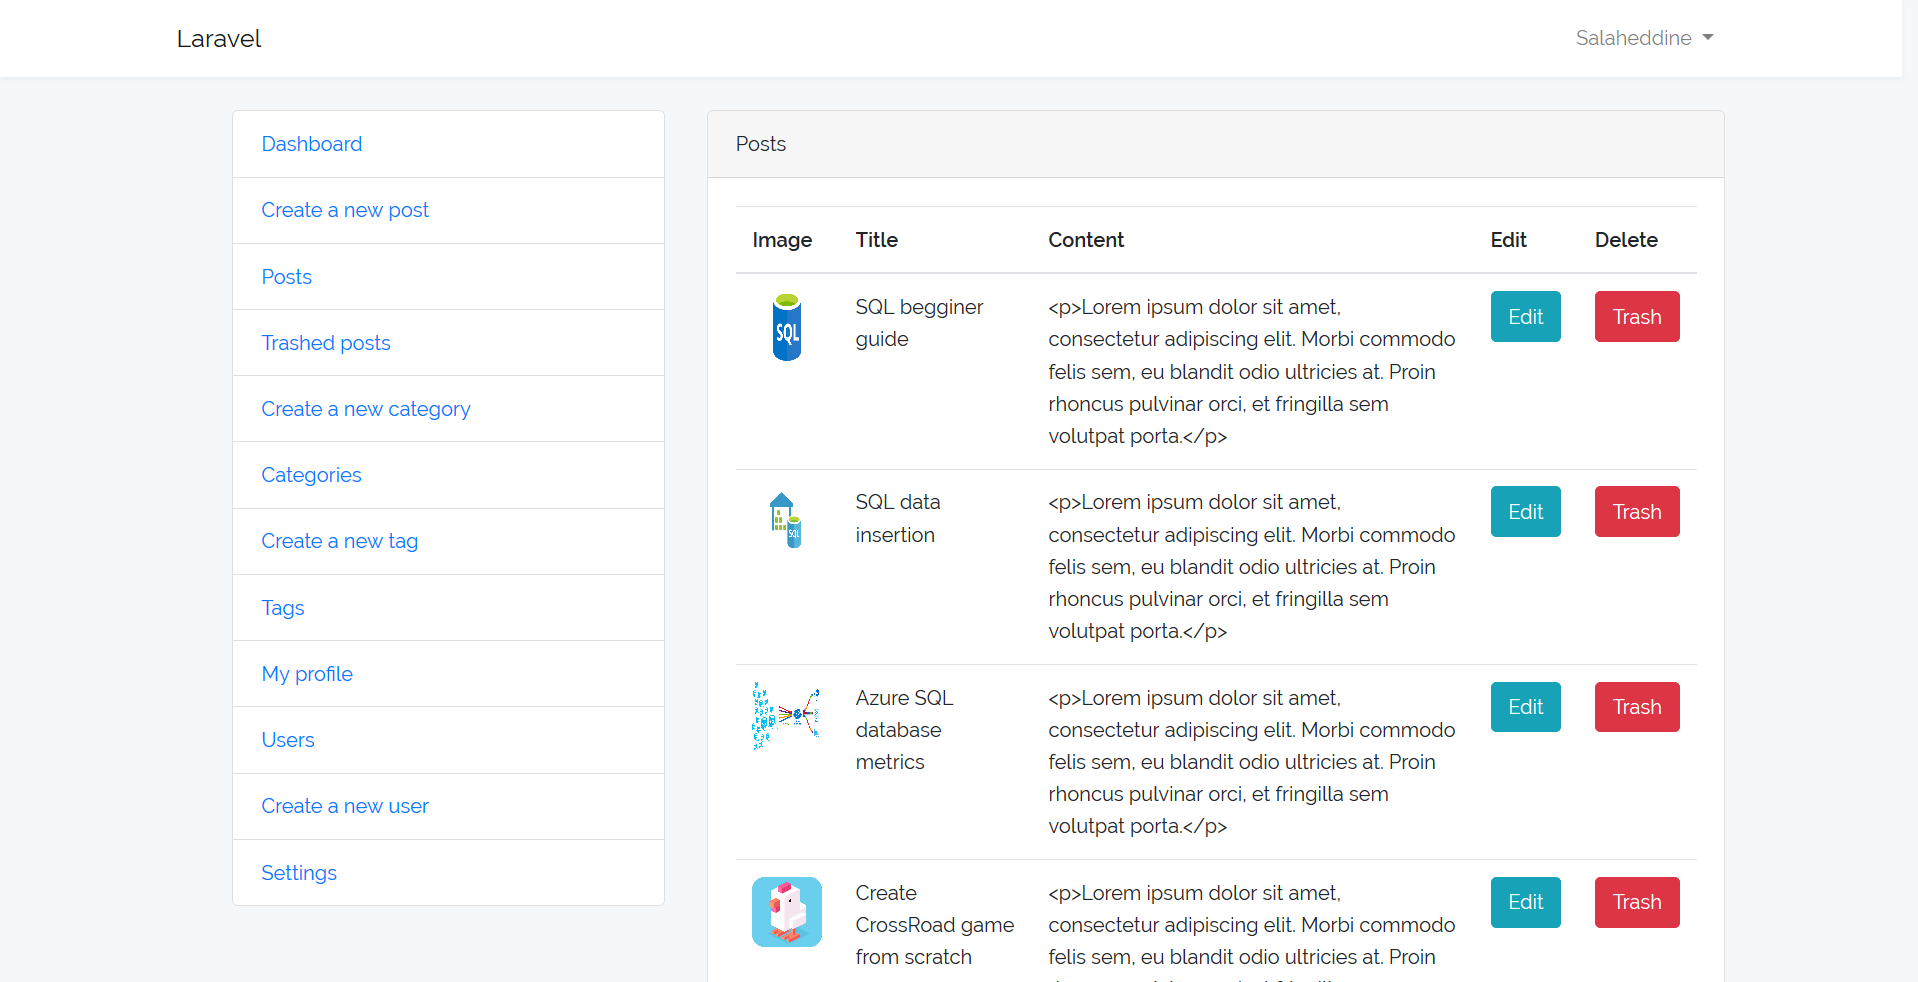 Laravel
Salaheddine
Dashboard
Create a new post
Posts
Trashed posts
Create a new category
Categories
Create a new tag
Tags
My profile
Users
Create a new user
Settings
Posts
Image Title Content Edit Delete
SQL
SQL begginer
guide
<p>Lorem ipsum dolor sit amet,
consectetur adipiscing elit. Morbi commodo
felis sem, eu blandit odio ultricies at. Proin
rhoncus pulvinar orci, et fringilla sem
volutpat porta.</p>
Edit
Trash
SQL
SQL data
insertion
<p>Lorem ipsum dolor sit amet,
consectetur adipiscing elit. Morbi commodo
felis sem, eu blandit odio ultricies at. Proin
rhoncus pulvinar orci, et fringilla sem
volutpat porta.</p>
Edit
Trash
Azure SQL
database
metrics
<p>Lorem ipsum dolor sit amet,
consectetur adipiscing elit. Morbi commodo
felis sem, eu blandit odio ultricies at. Proin
rhoncus pulvinar orci, et fringilla sem
volutpat porta.</p>
Edit
Trash
Create
CrossRoad game
from scratch
<p>Lorem ipsum dolor sit amet,
consectetur adipiscing elit. Morbi commodo
felis sem, eu blandit odio ultricies at. Proin
Edit
Trash